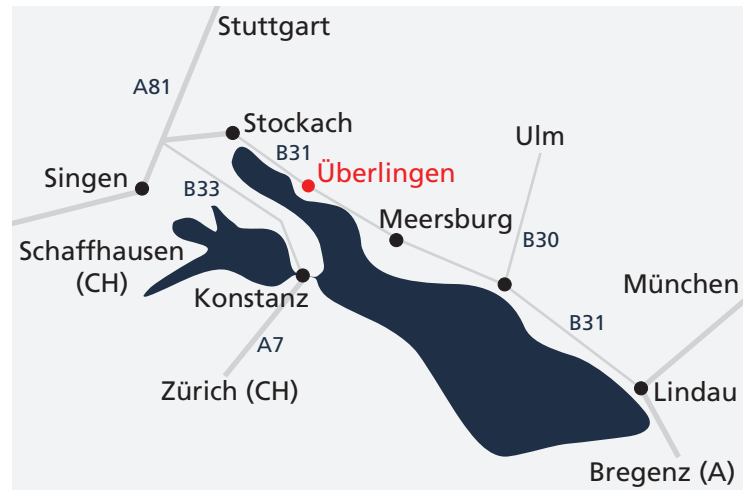 Stuttgart
A81
Stockach
Ulm
B31
Überlingen
Singen
B33
Meersburg
B30
Schaffhausen
(CH)
München
Konstanz
B31
A7
Zürich (CH)
Lindau
Bregenz (A)